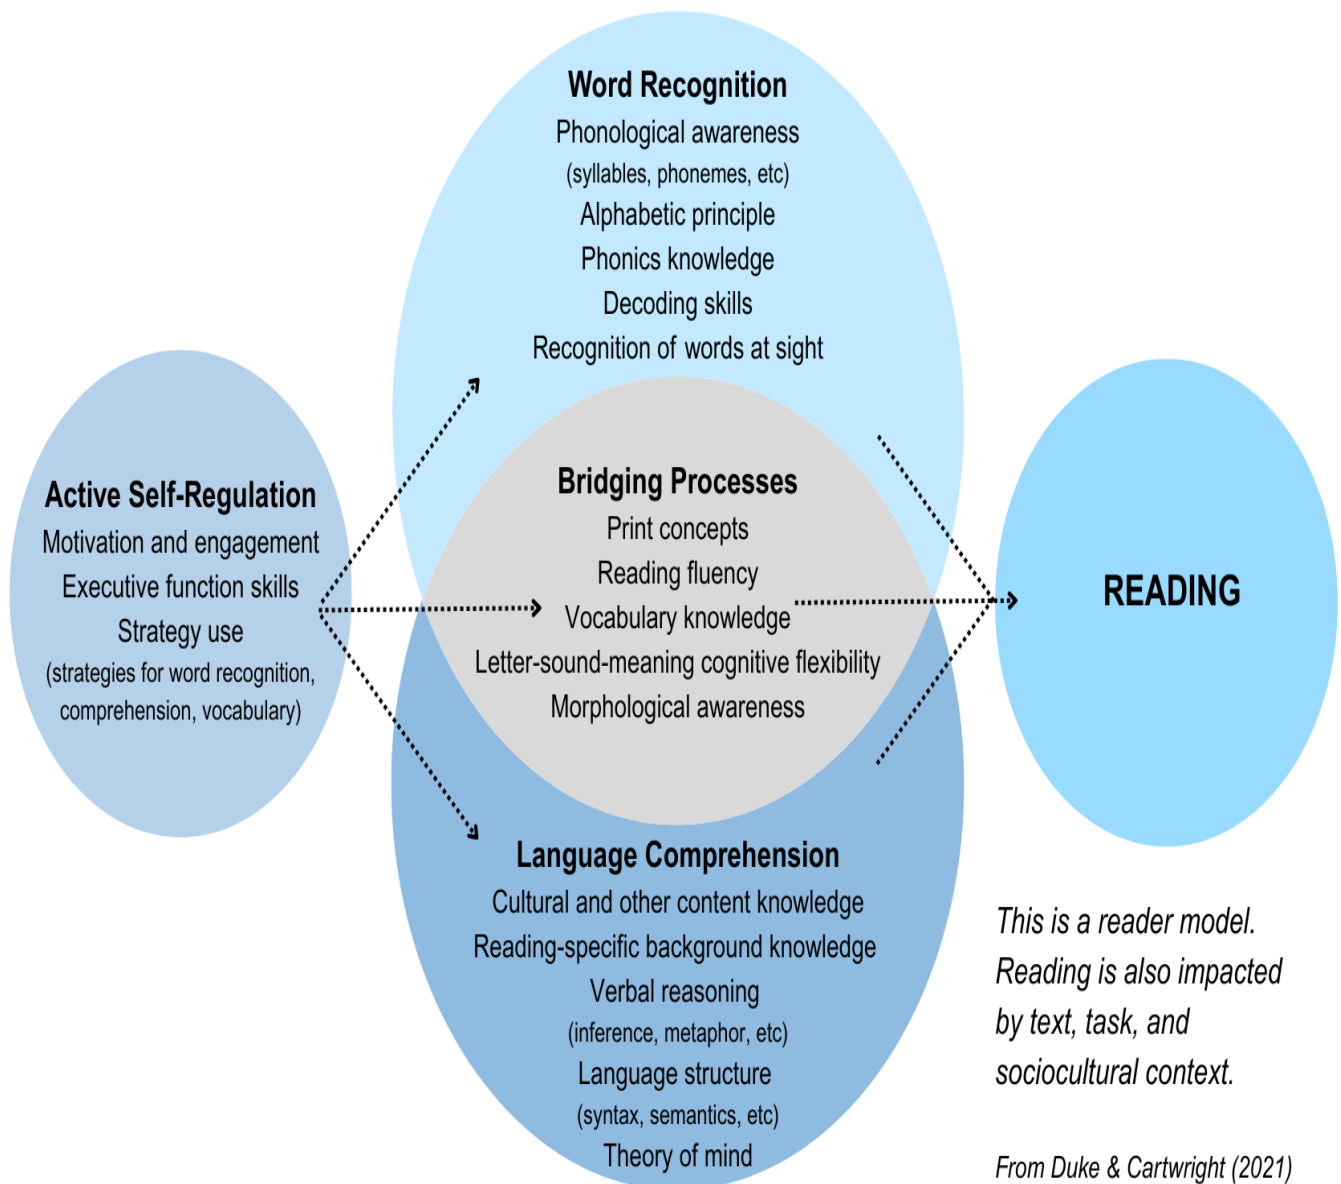 Word Recognition
Phonological awareness
(syllables, phonemes, etc)
Alphabetic principle
Phonics knowledge
Decoding skills
Recognition of words at sight
Active Self-Regulation
Motivation and engagement
Executive function skills
Strategy use
(strategies for word recognition,
comprehension, vocabulary)
Bridging Processes
Print concepts
Reading fluency
Vocabulary knowledge
Letter-sound-meaning cognitive flexibility
Morphological awareness
READING
Language Comprehension
Cultural and other content knowledge
Reading-specific background knowledge
Verbal reasoning
(inference, metaphor, etc)
Language structure
(syntax, semantics, etc)
Theory of mind
This is a reader model.
Reading is also impacted
by text, task, and
sociocultural context.
From Duke & Cartwright (2021)